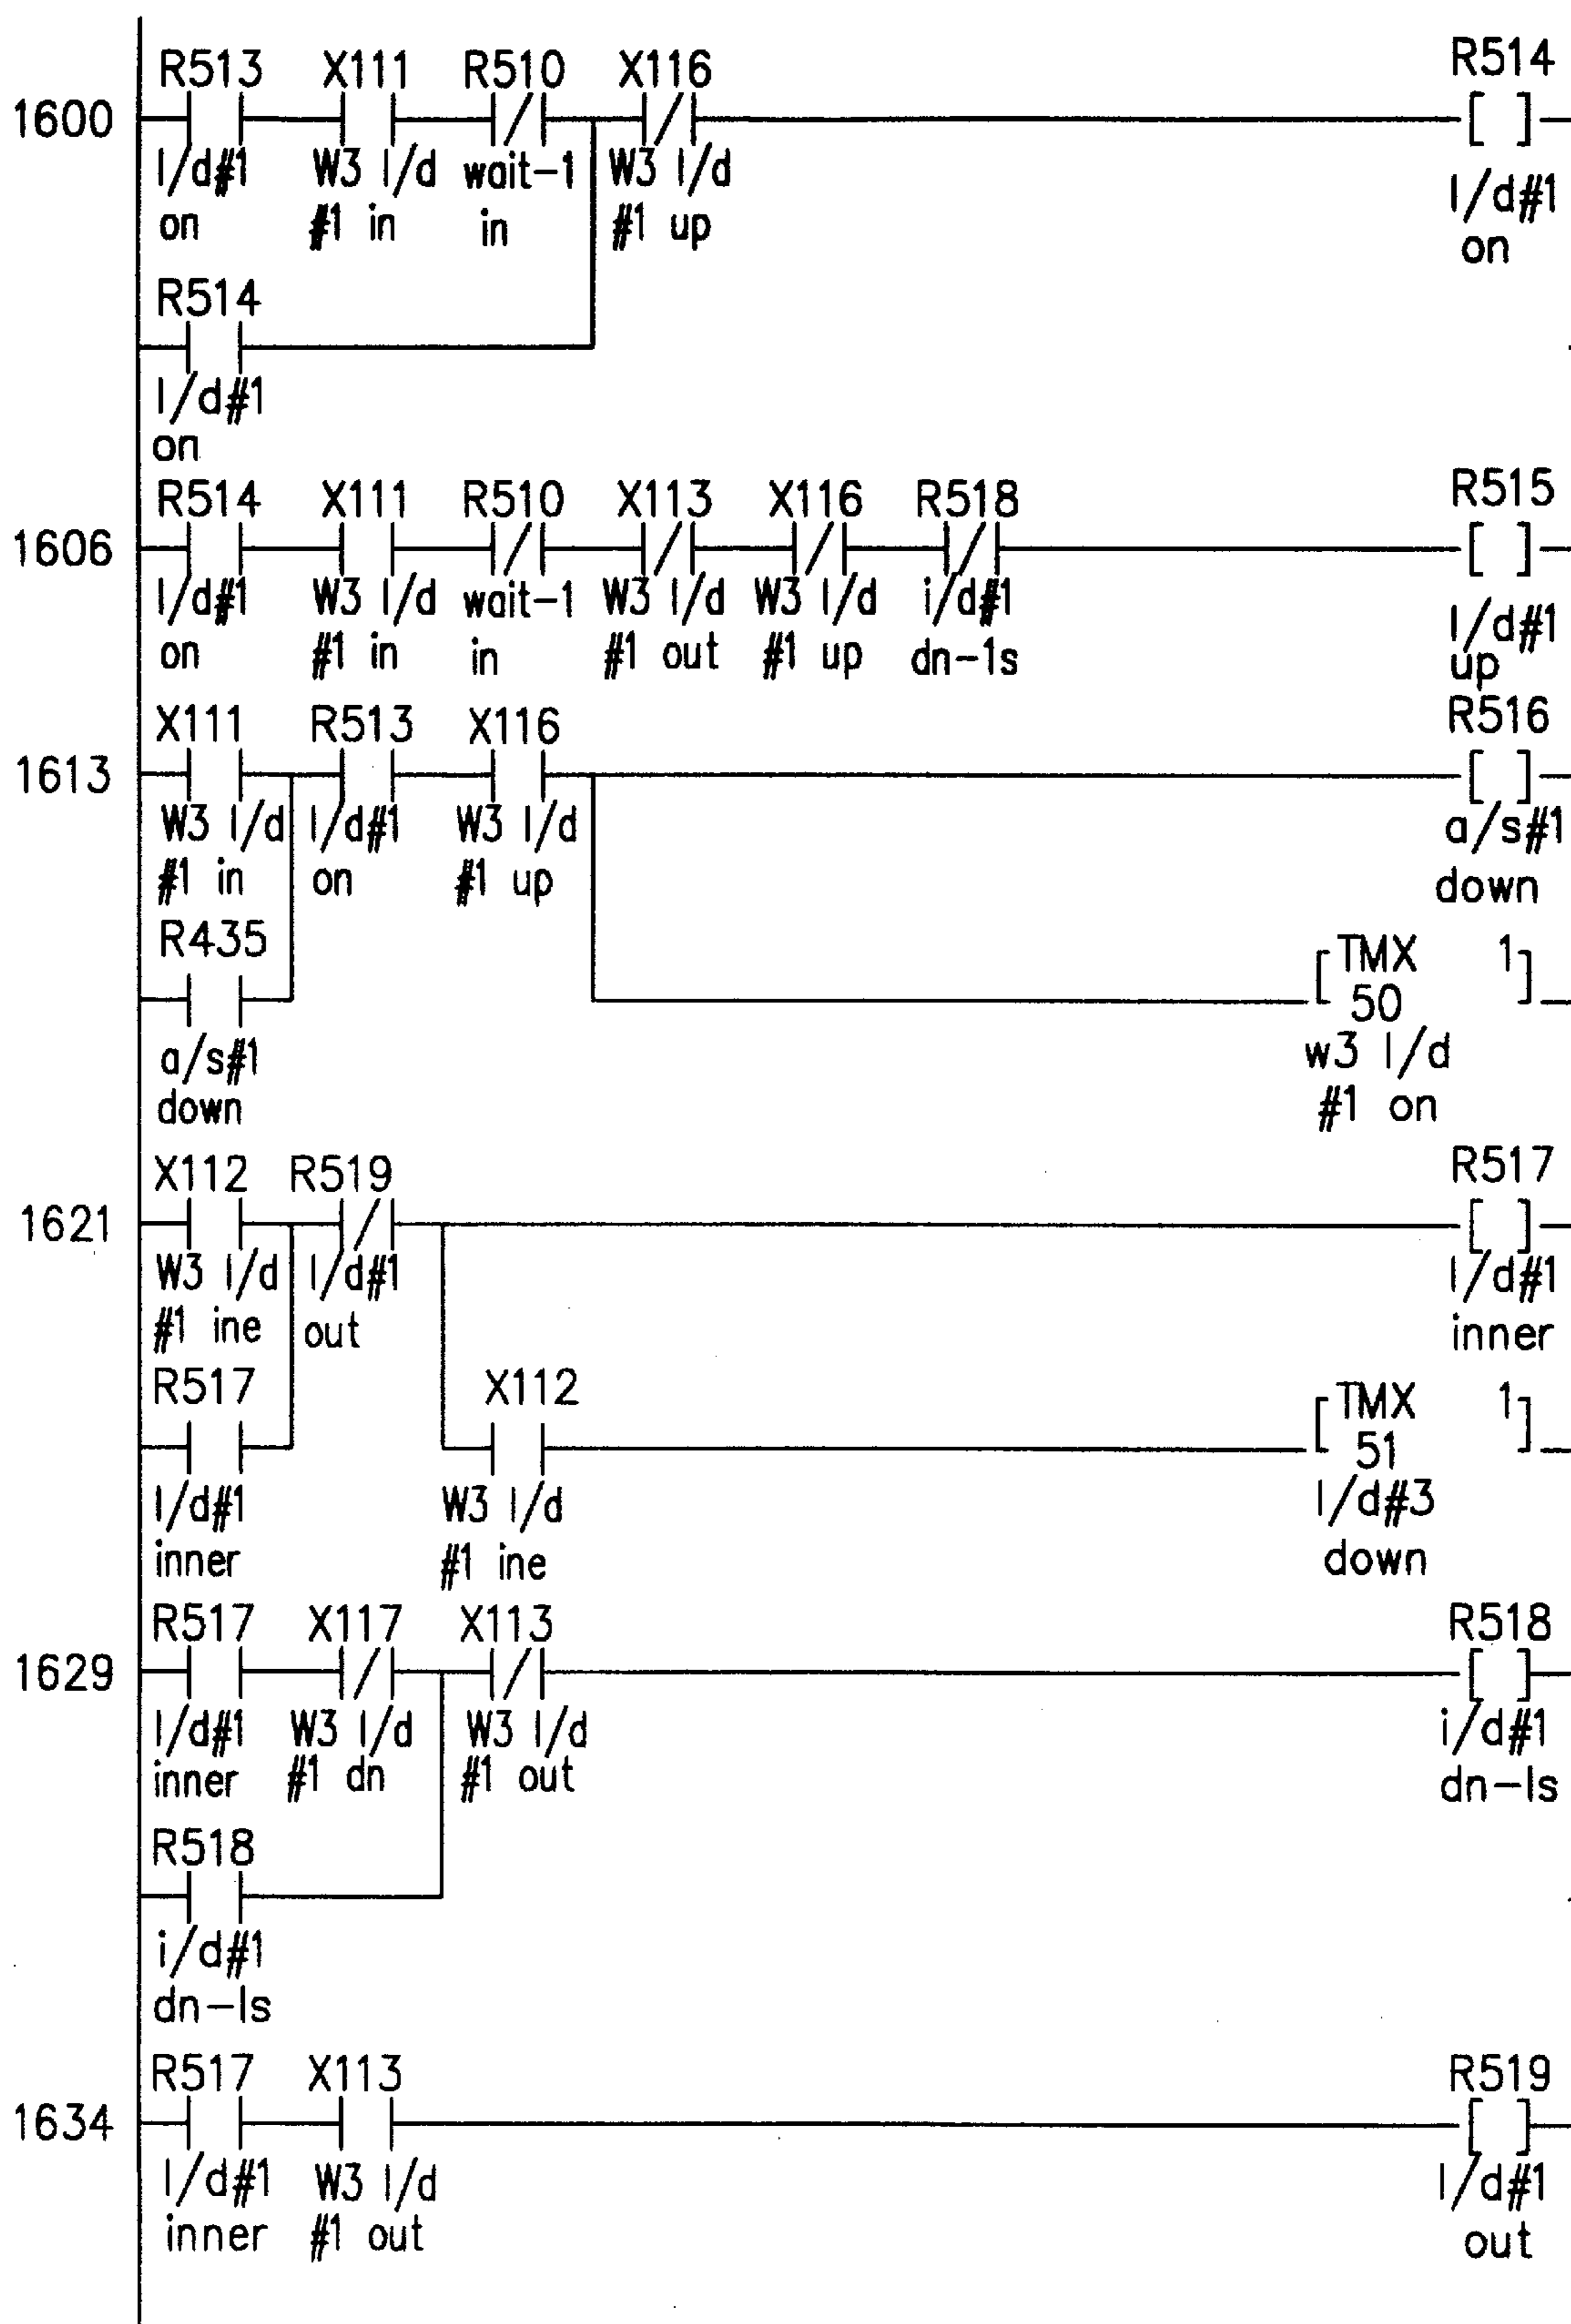 R513 X111 R510 X116 R514
1600
l/d#1 W3 l/d wait-1 W3 l/d l/d#1
on #1 in in #1 up on
R514
l/d#1
on
R514 X111 R510 X113 X116 R518 R515
1606
l/d#1 W3 l/d wait-1 W3 l/d W3 l/d i/d#1 l/d#1
on #1 in in #1 out #1 up dn-1s up
X111 R513 X116 R516
1613
W3 l/d l/d#1 W3 l/d a/s#1
#1 in on #1 up down
R435 TMX 1
50
a/s#1 w3 l/d
down #1 on
X112 R519 R517
1621
W3 l/d l/d#1 l/d#1
#1 ine out inner
R517 X112 TMX 1
51
l/d#1 W3 l/d l/d#3
inner #1 ine down
R517 X117 X113 R518
1629
l/d#1 W3 l/d W3 l/d i/d#1
inner #1 dn #1 out dn-ls
R518
i/d#1
dn-ls
R517 X113 R519
1634
l/d#1 W3 l/d l/d#1
inner #1 out out